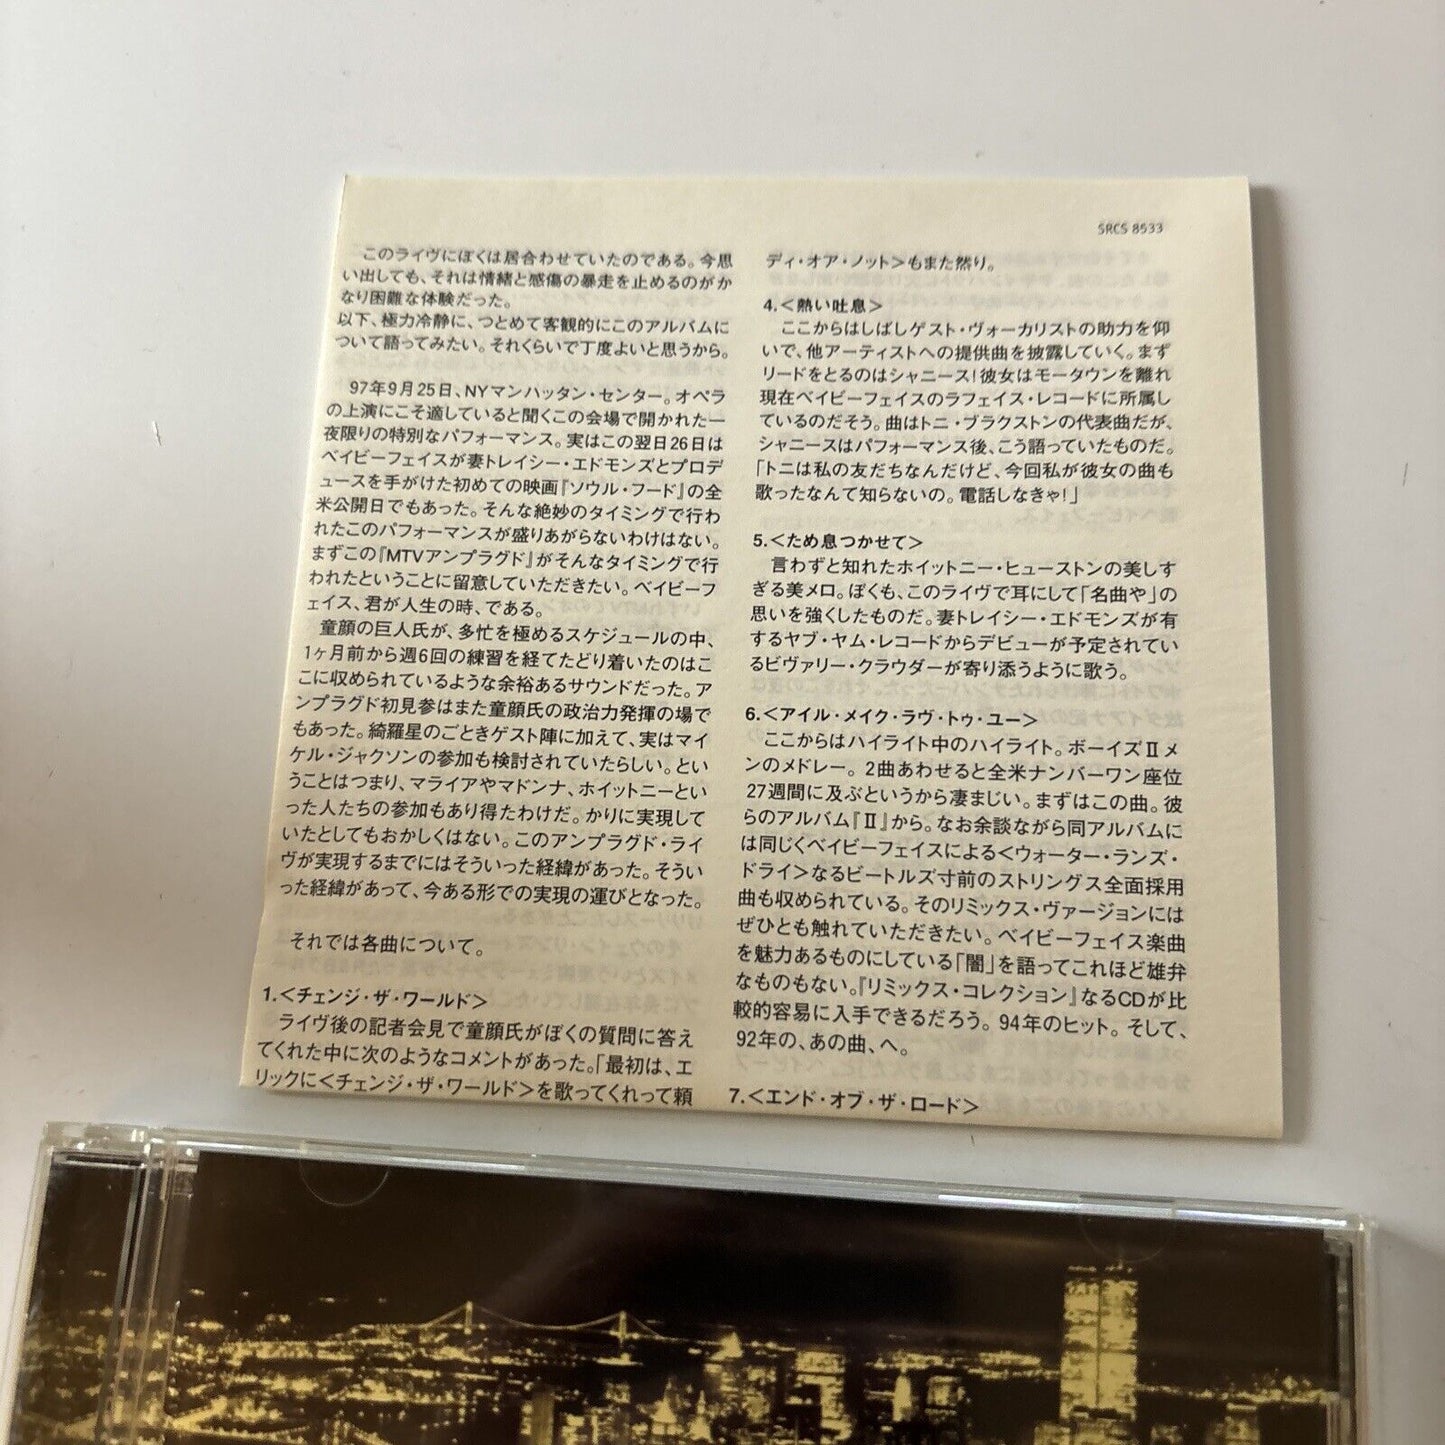 SRCS 8533
このライヴにぼくは居合わせていたのである。今思
い出しても、それは情緒と感傷の暴走を止めるのがか
なり困難な体験だった。
以下、極力冷静に、つとめて客観的にこのアルバムに
ついて語ってみたい。それくらいで丁度よいと思うから。
97年9月25日、NYマンハッタン・センター。オペラ
の上演にこそ適していると聞くこの会場で開かれた一
夜限りの特別なパフォーマンス。実はこの翌日26日は
ベイビーフェイスが妻トレイシー・エドモンズとプロデ
ュースを手がけた初めての映画『ソウル・フード』の全
米公開日でもあった。そんな絶妙のタイミングで行わ
れたこのパフォーマンスが盛りあがらないわけはない。
まずこの『MTVアンプラグド』がそんなタイミングで行
われたということに留意していただきたい。ベイビーフ
ェイス、君が人生の時、である。
童顔の巨人氏が、多忙を極めるスケジュールの中、
1ヶ月前から週6回の練習を経てたどり着いたのはこ
こに収められているような余裕あるサウンドだった。ア
ンプラグド初見参はまた童顔氏の政治力発揮の場で
もあった。綺羅星のごときゲスト陣に加えて、実はマイ
ケル・ジャクソンの参加も検討されていたらしい。とい
うことはつまり、マライアやマドンナ、ホイットニーとい
った人たちの参加もあり得たわけだ。かりに実現して
いたとしてもおかしくはない。このアンプラグド・ライ
ヴが実現するまでにはそういった経緯があった。そうい
った経緯があって、今ある形での実現の運びとなった。
それでは各曲について。
1.<チェンジ・ザ・ワールド>
ライヴ後の記者会見で童顔氏がぼくの質問に答え
てくれた中に次のようなコメントがあった。「最初は、エ
リックに<チェンジ・ザ・ワールド>を歌ってくれって頼
ディ・オア・ノット>もまた然り。
4.<熱い吐息>
ここからはしばしゲスト・ヴォーカリストの助力を仰
いで、他アーティストへの提供曲を披露していく。まず
リードをとるのはシャニース!彼女はモータウンを離れ
現在ベイビーフェイスのラフェイス・レコードに所属し
ているのだそう。曲はトニ・ブラクストンの代表曲だが、
シャニースはパフォーマンス後、こう語っていたものだ。
「トニは私の友だちなんだけど、今回私が彼女の曲も
歌ったなんて知らないの。電話しなきゃ!」
5.<ため息つかせて>
言わずと知れたホイットニー・ヒューストンの美しす
ぎる美メロ。ぼくも、このライヴで耳にして「名曲や」の
思いを強くしたものだ。妻トレイシー・エドモンズが有
するヤブ・ヤム・レコードからデビューが予定されてい
るビヴァリー・クラウダーが寄り添うように歌う。
6.<アイル・メイク・ラヴ・トゥ・ユー>
ここからはハイライト中のハイライト。ボーイズⅡメ
ンのメドレー。2曲あわせると全米ナンバーワン座位
27週間に及ぶというから凄まじい。まずはこの曲。彼
らのアルバム『Ⅱ』から。なお余談ながら同アルバムに
は同じくベイビーフェイスによる<ウォーター・ランズ・
ドライ>なるビートルズ寸前のストリングス全面採用
曲も収められている。そのリミックス・ヴァージョンには
ぜひとも触れていただきたい。ベイビーフェイス楽曲
を魅力あるものにしている「闇」を語ってこれほど雄弁
なものもない。『リミックス・コレクション』なるCDが比
較的容易に入手できるだろう。94年のヒット。そして、
92年の、あの曲、へ。
7.<エンド・オブ・ザ・ロード>